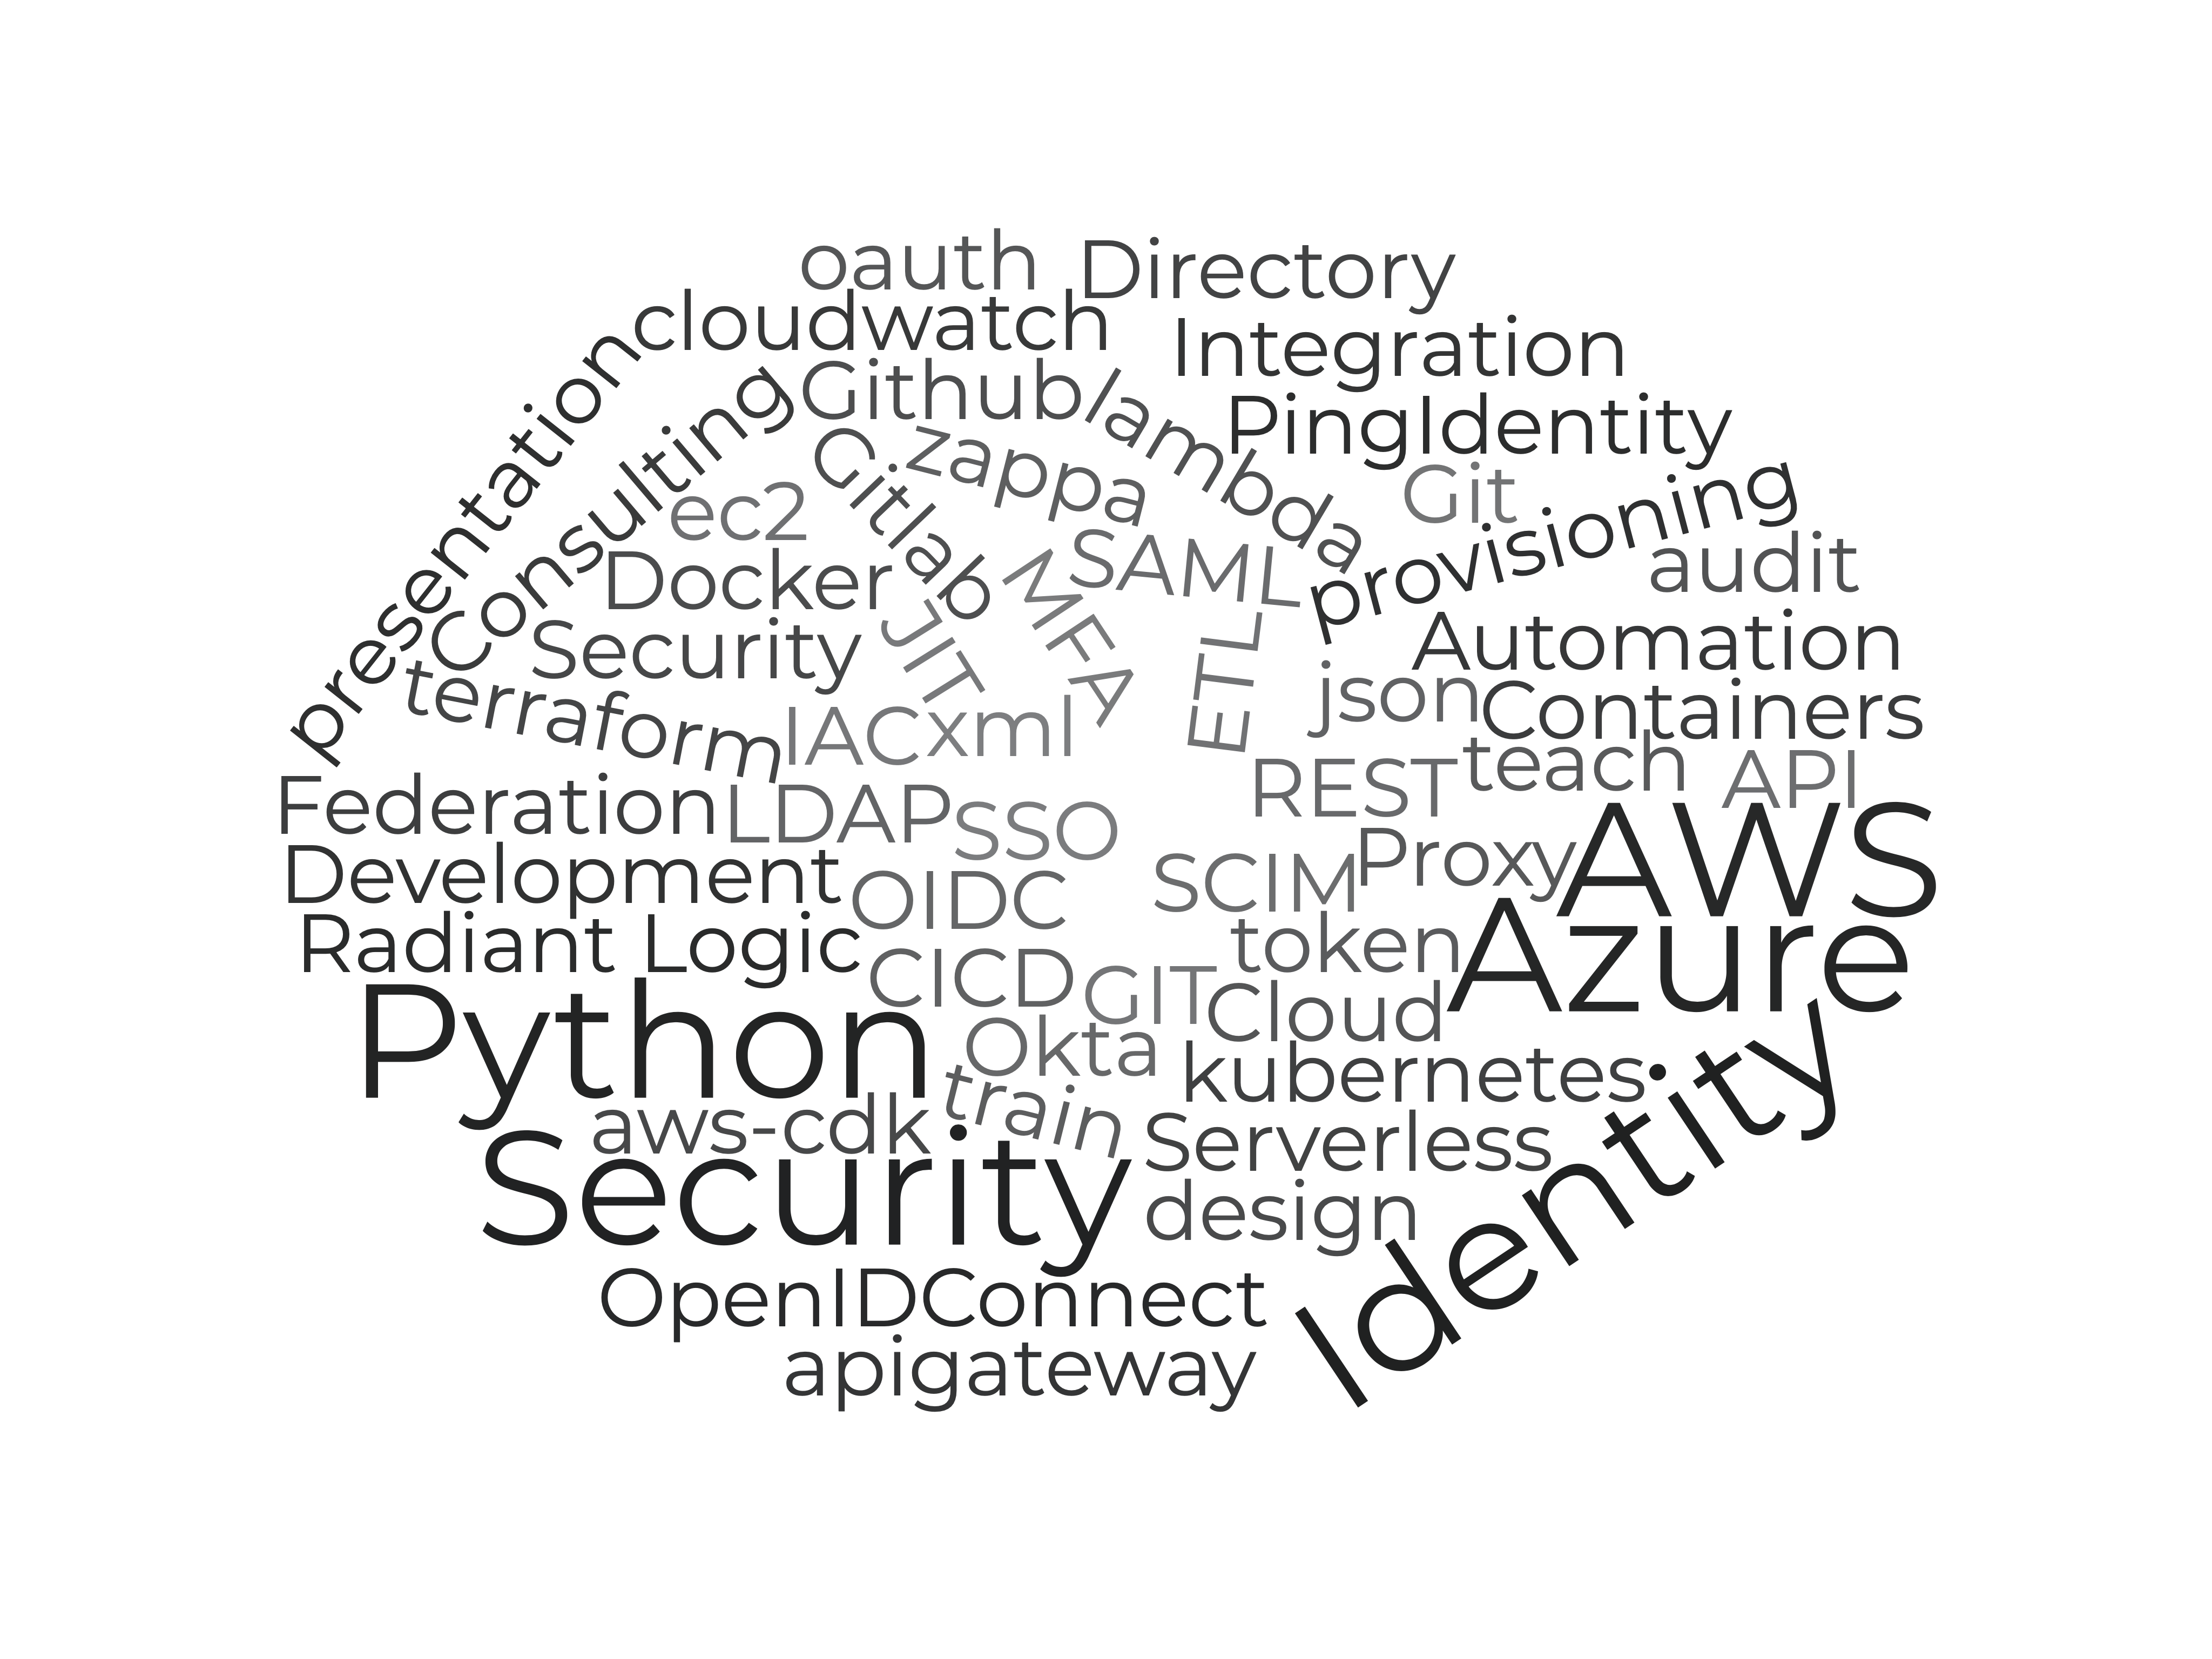 oauth
Directory
cloudwatch
Integration
presentation
Consulting
Github
lambda
PingIdentity
Gitlab
zappa
Git
provisioning
ec2
SAML
audit
Docker
MFA
Security
JIT
ETL
Automation
terraform
IAC
xml
json
Containers
teach
API
REST
Federation
LDAP
SSO
AWS
Development
OIDC
SCIM
Proxy
Radiant Logic
token
Azure
CICD
GIT
Cloud
Python
Okta
kubernetes
aws-cdk
train
Serverless
Identity
Security
design
OpenIDConnect
apigateway